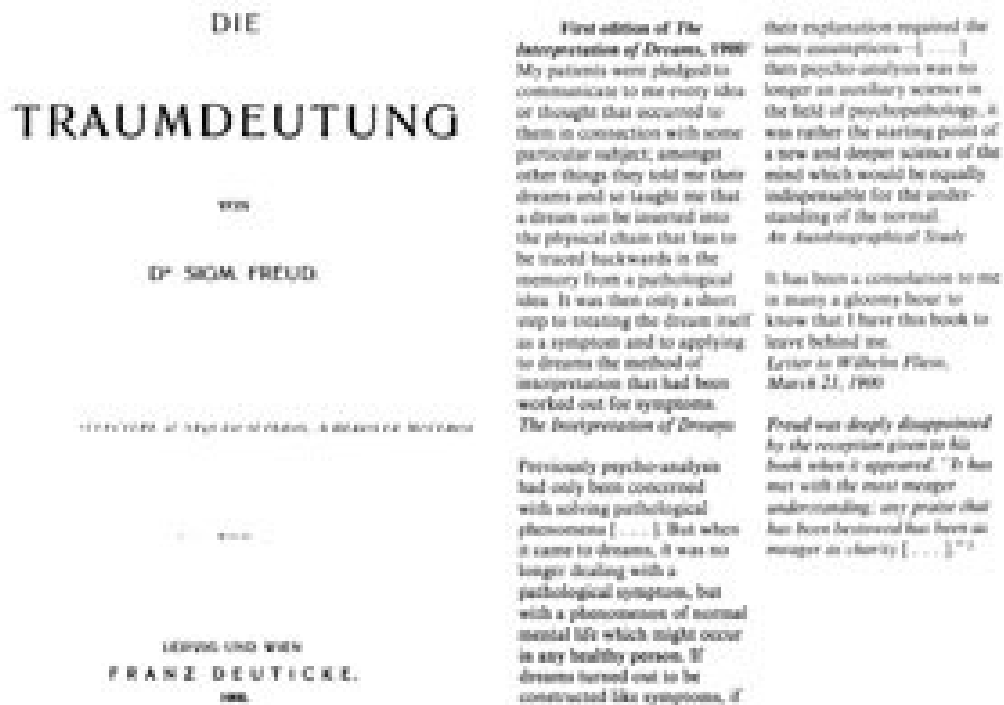 DIE
TRAUMDEUTUNG
VON
DR SIGM. FREUD.
LEIPZIG UND WIEN
FRANZ DEUTICKE.
1900.
First edition of The
Interpretation of Dreams, 1900
My patients were pledged to
communicate to me every idea
or thought that occurred to
them in connection with some
particular subject; amongst
other things they told me their
dreams and so taught me that
a dream can be inserted into
the physical chain that has to
be traced backwards in the
memory from a pathological
idea. It was then only a short
step to treating the dream itself
as a symptom and to applying
to dreams the method of
interpretation that had been
worked out for symptoms.
The Interpretation of Dreams
Previously psycho-analysis
had only been concerned
with solving pathological
phenomena [ . . . ]. But when
it came to dreams, it was no
longer dealing with a
pathological symptom, but
with a phenomenon of normal
mental life which might occur
in any healthy person. If
dreams turned out to be
constructed like symptoms, if
their explanation required the
same assumptions—[ . . . ]
then psycho-analysis was no
longer an auxiliary science in
the field of psychopathology, it
was rather the starting point of
a new and deeper science of the
mind which would be equally
indispensable for the under-
standing of the normal.
An Autobiographical Study
It has been a consolation to me
in many a gloomy hour to
know that I have this book to
leave behind me.
Letter to Wilhelm Fliess,
March 23, 1900
Freud was deeply disappointed
by the reception given to his
book when it appeared. "It has
met with the most meager
understanding; any praise that
has been bestowed has been as
meager as charity [ . . . ]."